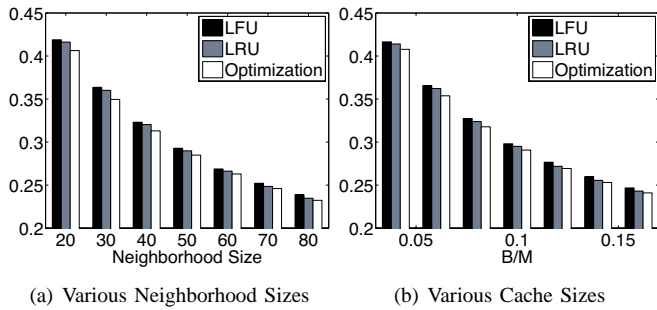 0.45
0.4
0.35
0.3
0.25
0.2
LFU
LRU
Optimization
20 30 40 50 60 70 80
Neighborhood Size
(a) Various Neighborhood Sizes
0.45
0.4
0.35
0.3
0.25
0.2
LFU
LRU
Optimization
0.05 0.1 0.15
B/M
(b) Various Cache Sizes